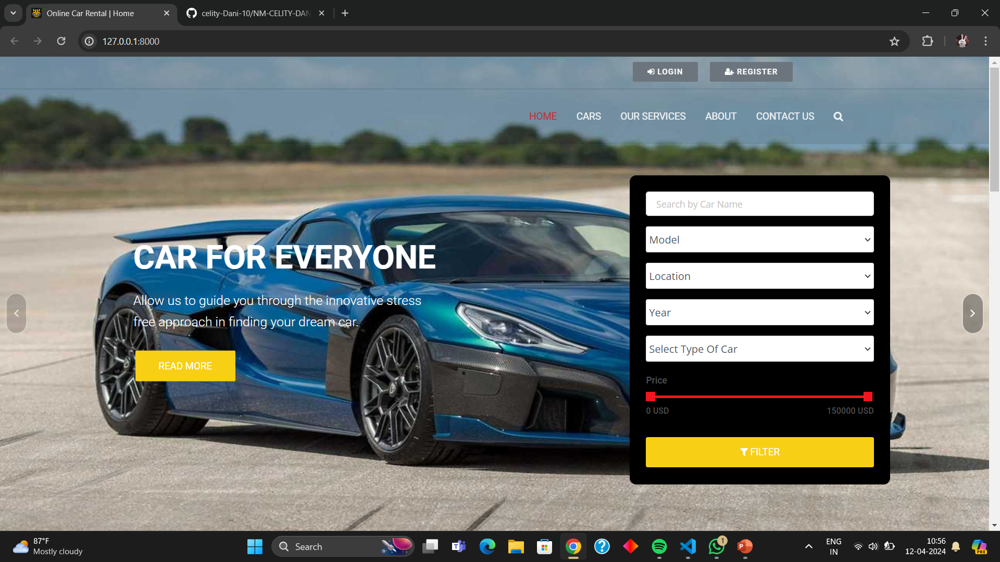 Online Car Rental | Home
celity-Dani-10/NM-CELITY-DAN
127.0.0.1:8000
LOGIN
REGISTER
HOME
CARS
OUR SERVICES
ABOUT
CONTACT US
CAR FOR EVERYONE
Allow us to guide you through the innovative stress
free approach in finding your dream car.
READ MORE
Search by Car Name
Model
Location
Year
Select Type Of Car
Price
0 USD
150000 USD
FILTER
87°F
Mostly cloudy
Search
1
ENG
IN
10:56
12-04-2024
PRE